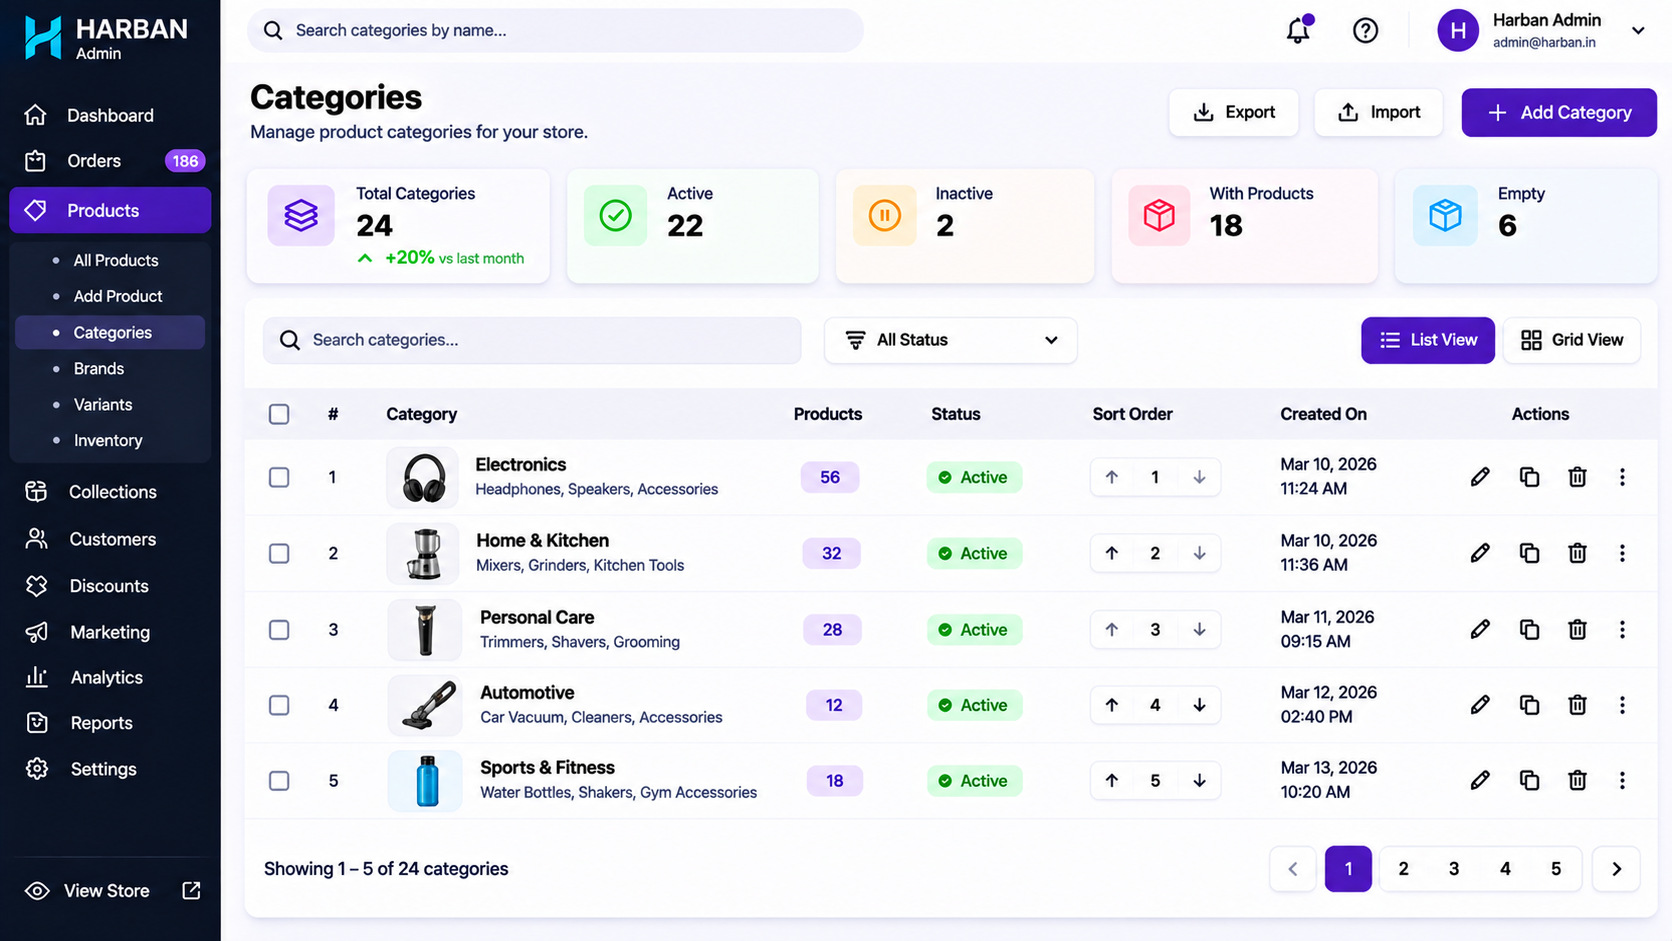 HARBAN
Admin
Dashboard
Orders 186
Products
All Products
Add Product
Categories
Brands
Variants
Inventory
Collections
Customers
Discounts
Marketing
Analytics
Reports
Settings
View Store
Search categories by name...
H
Harban Admin
admin@harban.in
Categories
Manage product categories for your store.
Export
Import
+ Add Category
Total Categories
24
+20% vs last month
Active
22
Inactive
2
With Products
18
Empty
6
Search categories...
All Status
List View
Grid View
# Category Products Status Sort Order Created On Actions
1 Electronics 56 Active 1 Mar 10, 2026
Headphones, Speakers, Accessories 11:24 AM
2 Home & Kitchen 32 Active 2 Mar 10, 2026
Mixers, Grinders, Kitchen Tools 11:36 AM
3 Personal Care 28 Active 3 Mar 11, 2026
Trimmers, Shavers, Grooming 09:15 AM
4 Automotive 12 Active 4 Mar 12, 2026
Car Vacuum, Cleaners, Accessories 02:40 PM
5 Sports & Fitness 18 Active 5 Mar 13, 2026
Water Bottles, Shakers, Gym Accessories 10:20 AM
Showing 1 – 5 of 24 categories
1 2 3 4 5